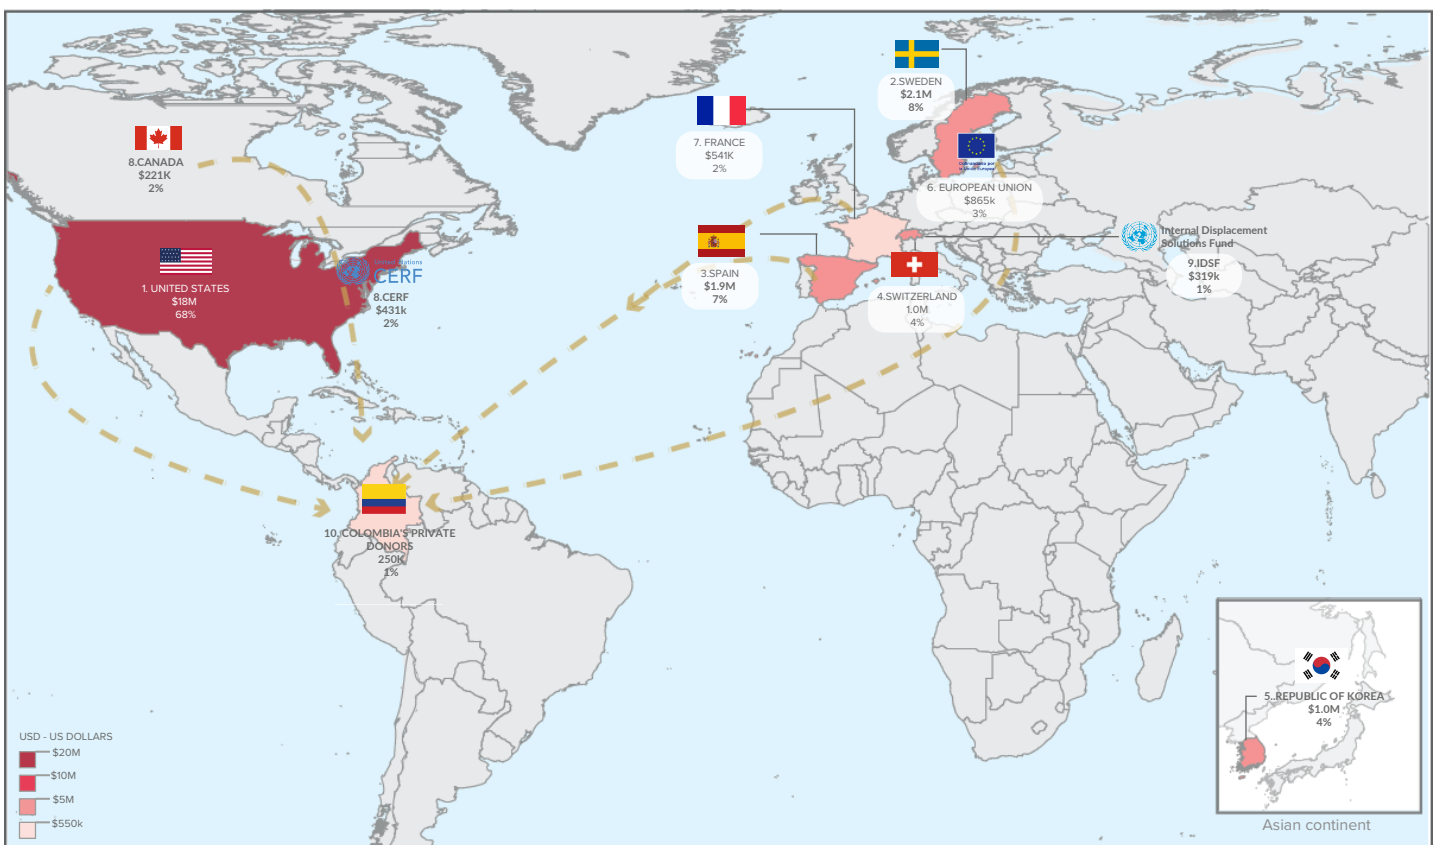 2.SWEDEN
$2.1M
8%
7. FRANCE
$541K
2%
8.CANADA
$221K
2%
6. EUROPEAN UNION
$865k
3%
Internal Displacement
Solutions Fund
9.IDSF
$319k
1%
1. UNITED STATES
$18M
68%
United Nations
CERF
8.CERF
$431k
2%
3.SPAIN
$1.9M
7%
4.SWITZERLAND
1.0M
4%
10. COLOMBIA'S PRIVATE
DONORS
250K
1%
5..REPUBLIC OF KOREA
$1.0M
4%
Asian continent
USD - US DOLLARS
$20M
$10M
$5M
$550k